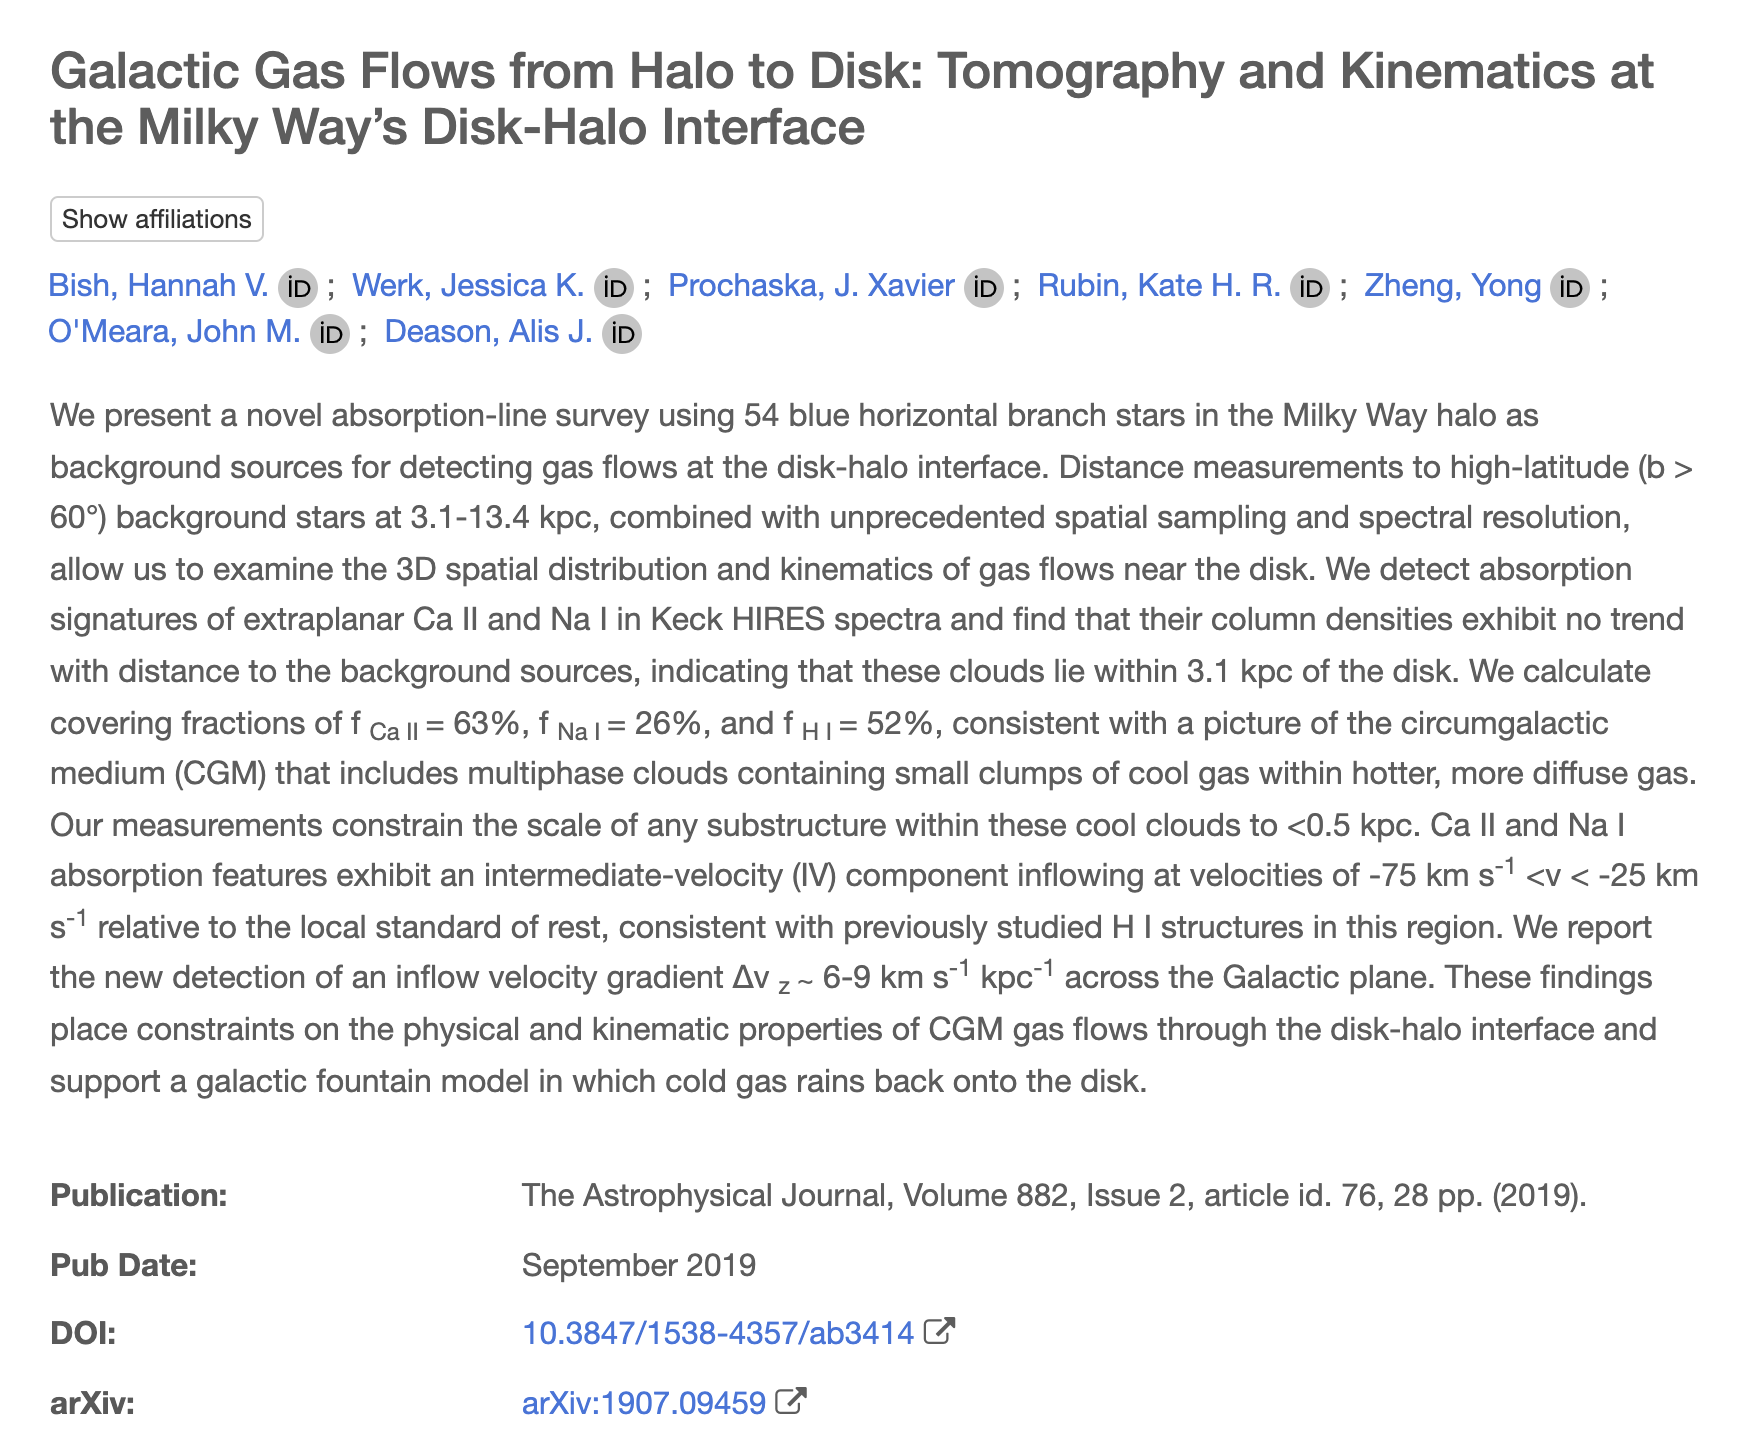 Galactic Gas Flows from Halo to Disk: Tomography and Kinematics at
the Milky Way’s Disk-Halo Interface
Show affiliations
Bish, Hannah V. iD ; Werk, Jessica K. iD ; Prochaska, J. Xavier iD ; Rubin, Kate H. R. iD ; Zheng, Yong iD ;
O'Meara, John M. iD ; Deason, Alis J. iD
We present a novel absorption-line survey using 54 blue horizontal branch stars in the Milky Way halo as
background sources for detecting gas flows at the disk-halo interface. Distance measurements to high-latitude (b >
60°) background stars at 3.1-13.4 kpc, combined with unprecedented spatial sampling and spectral resolution,
allow us to examine the 3D spatial distribution and kinematics of gas flows near the disk. We detect absorption
signatures of extraplanar Ca II and Na I in Keck HIRES spectra and find that their column densities exhibit no trend
with distance to the background sources, indicating that these clouds lie within 3.1 kpc of the disk. We calculate
covering fractions of f Ca II = 63%, f Na I = 26%, and f H I = 52%, consistent with a picture of the circumgalactic
medium (CGM) that includes multiphase clouds containing small clumps of cool gas within hotter, more diffuse gas.
Our measurements constrain the scale of any substructure within these cool clouds to <0.5 kpc. Ca II and Na I
absorption features exhibit an intermediate-velocity (IV) component inflowing at velocities of -75 km s-1 <v < -25 km
s-1 relative to the local standard of rest, consistent with previously studied H I structures in this region. We report
the new detection of an inflow velocity gradient Δv z ~ 6-9 km s-1 kpc-1 across the Galactic plane. These findings
place constraints on the physical and kinematic properties of CGM gas flows through the disk-halo interface and
support a galactic fountain model in which cold gas rains back onto the disk.
Publication: The Astrophysical Journal, Volume 882, Issue 2, article id. 76, 28 pp. (2019).
Pub Date: September 2019
DOI: 10.3847/1538-4357/ab3414
arXiv: arXiv:1907.09459